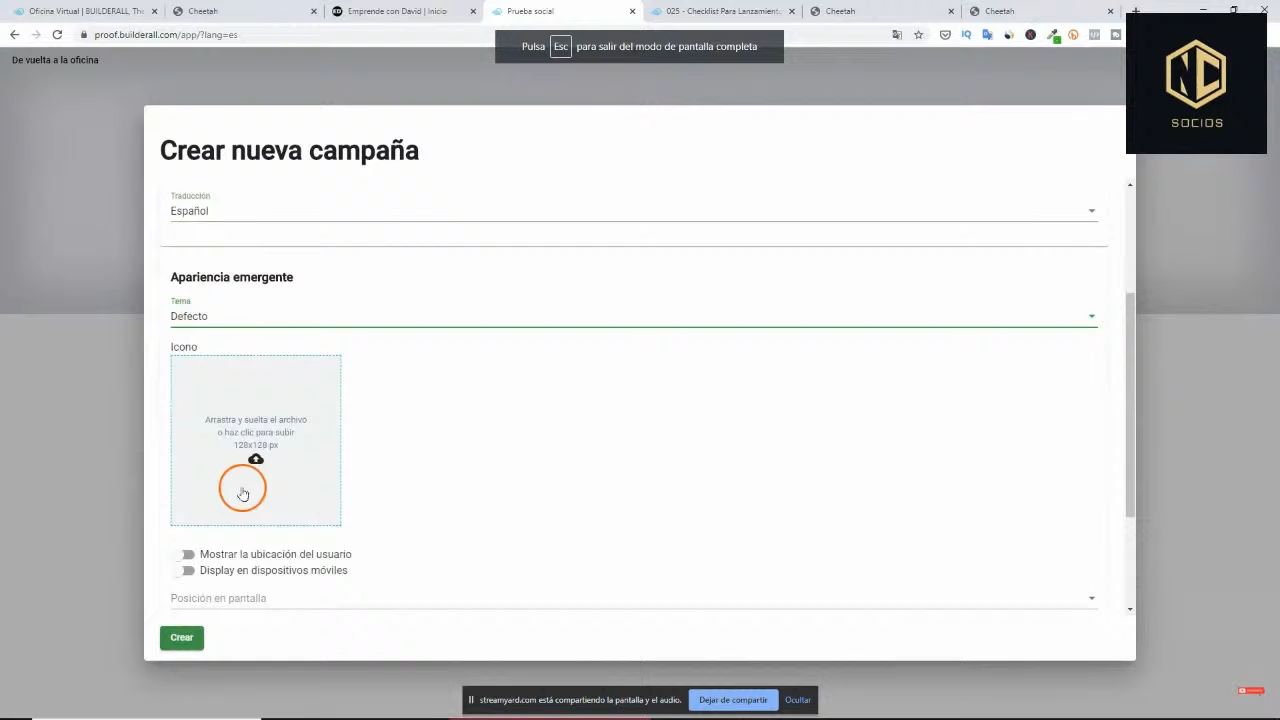 Oficina Virtual | BUILDERALL, Th
Cheetah
Emprende con David | Inicio
Prueba social
025 - Checklist Para Lanzamient
Cheetah
Cheetah
proof.builderall.com/app/?lang=es
Pulsa Esc para salir del modo de pantalla completa
De vuelta a la oficina
NC
SOCIOS
Crear nueva campaña
Traducción
Español
Apariencia emergente
Tema
Defecto
Icono
Arrastra y suelta el archivo
o haz clic para subir
128x128 px
Mostrar la ubicación del usuario
Display en dispositivos móviles
Posición en pantalla
Crear
streamyard.com está compartiendo la pantalla y el audio.
Dejar de compartir
Ocultar